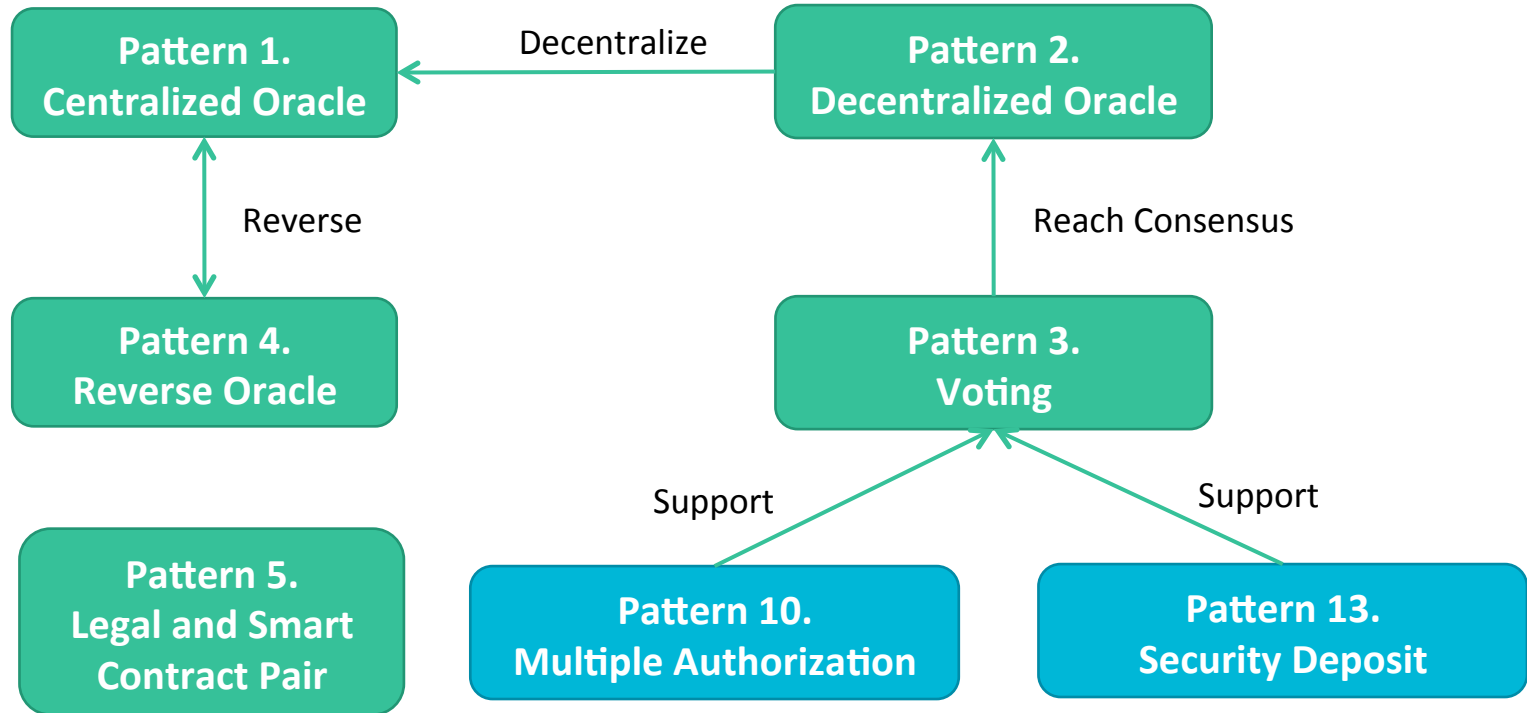 Pattern 1.
Centralized Oracle
Decentralize
Pattern 2.
Decentralized Oracle
Reverse
Reach Consensus
Pattern 4.
Reverse Oracle
Pattern 3.
Voting
Support
Support
Pattern 5.
Legal and Smart
Contract Pair
Pattern 10.
Multiple Authorization
Pattern 13.
Security Deposit